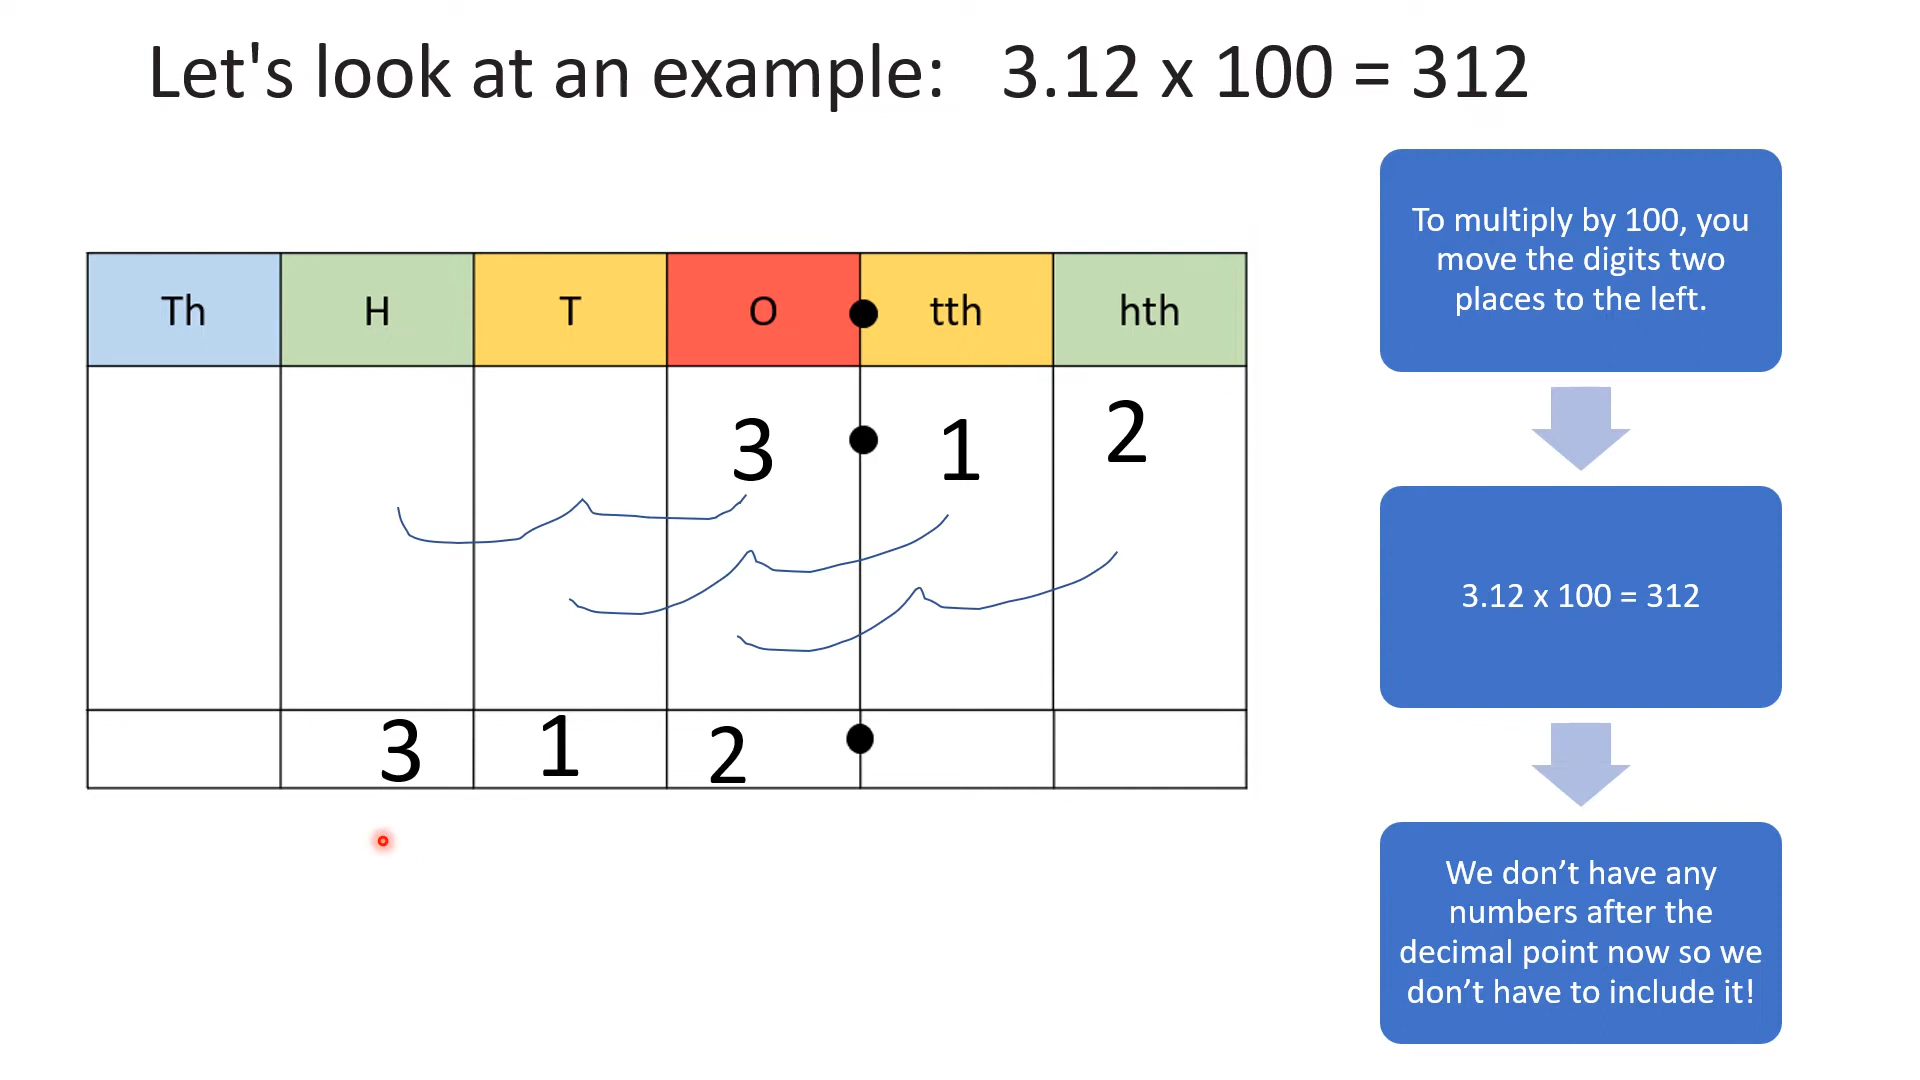 Let's look at an example: 3.12 x 100 = 312
Th H T O • tth hth
3 • 1 2
3 1 2 •
To multiply by 100, you
move the digits two
places to the left.
3.12 x 100 = 312
We don’t have any
numbers after the
decimal point now so we
don’t have to include it!